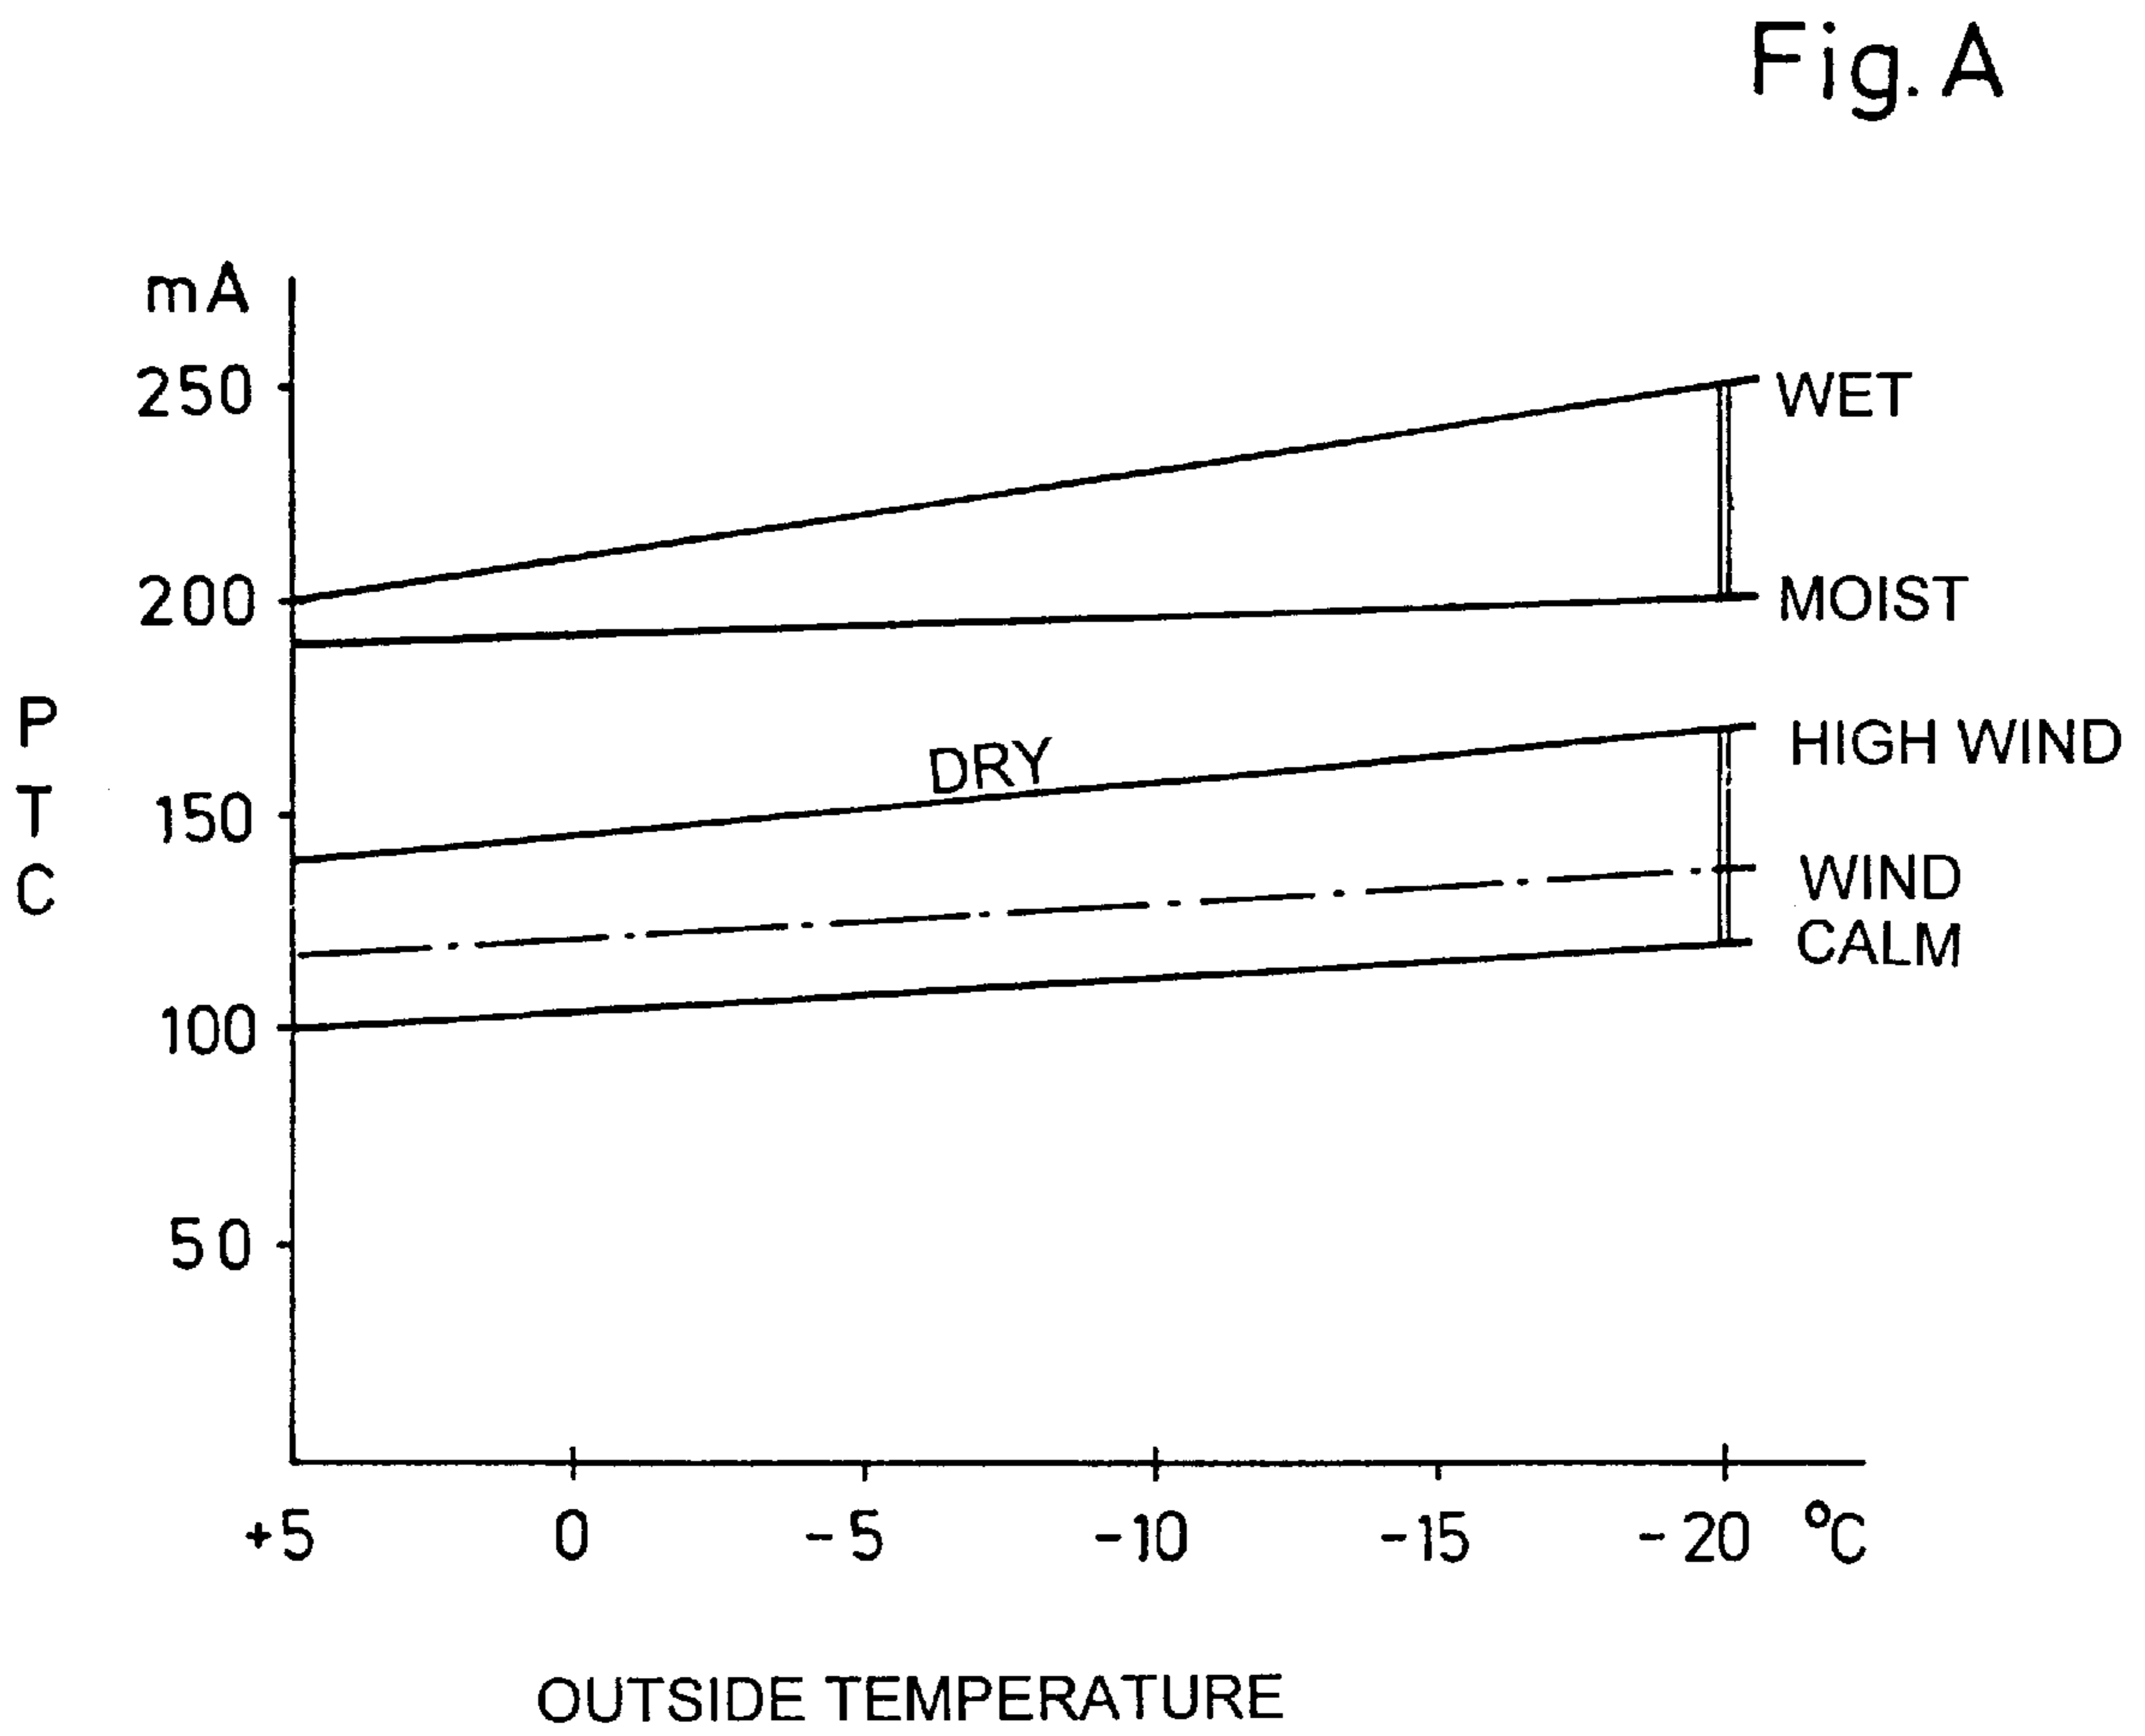 Fig. A
mA
250
WET
200
MOIST
P
T
C
HIGH WIND
DRY
150
WIND
CALM
100
50
+5 0 -5 -10 -15 -20 °C
OUTSIDE TEMPERATURE